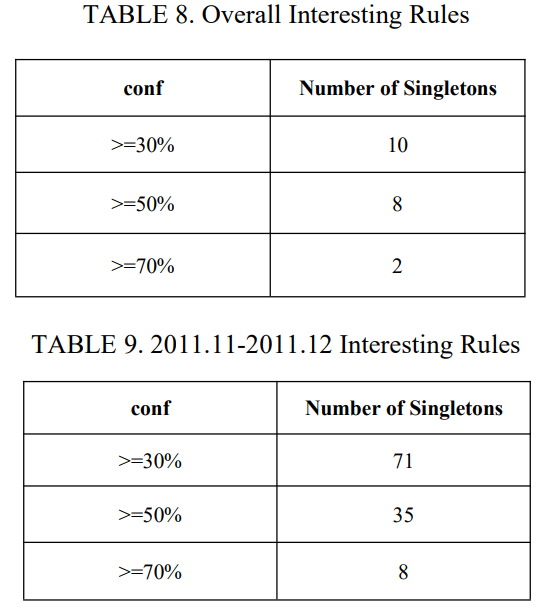 TABLE 8. Overall Interesting Rules
conf Number of Singletons
>=30% 10
>=50% 8
>=70% 2
TABLE 9. 2011.11-2011.12 Interesting Rules
conf Number of Singletons
>=30% 71
>=50% 35
>=70% 8